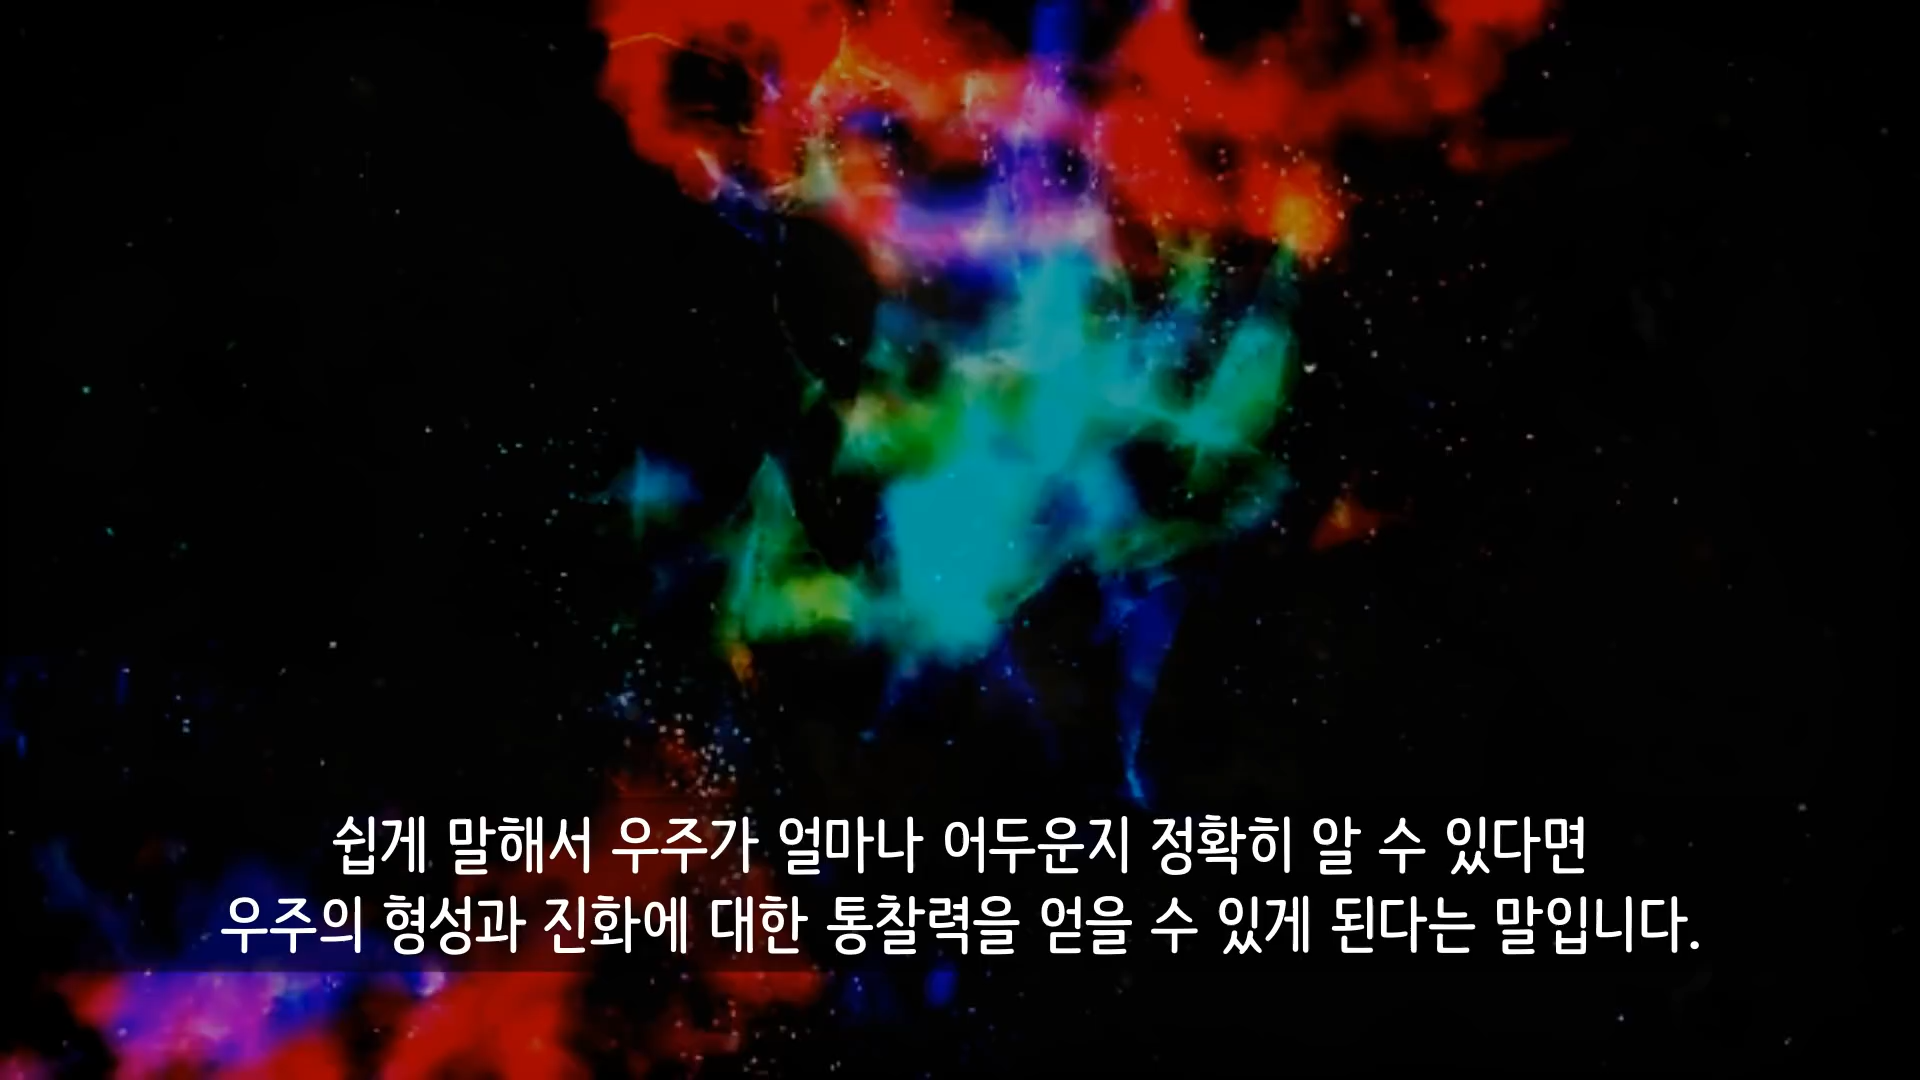 쉽게 말해서 우주가 얼마나 어두운지 정확히 알 수 있다면
우주의 형성과 진화에 대한 통찰력을 얻을 수 있게 된다는 말입니다.